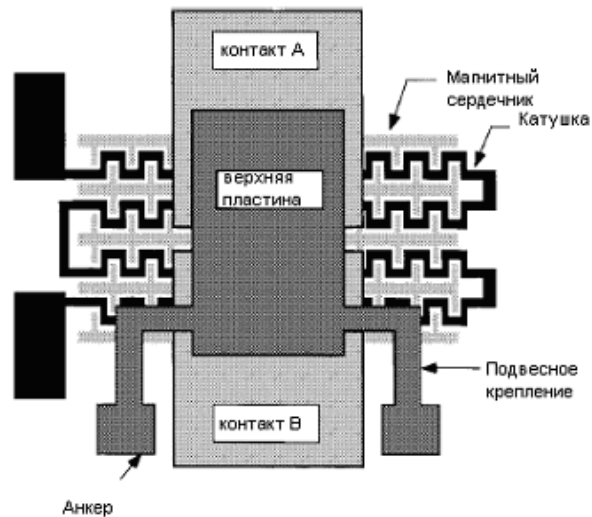 контакт А
Магнитный
сердечник
Катушка
верхняя
пластина
Подвесное
крепление
контакт В
Анкер